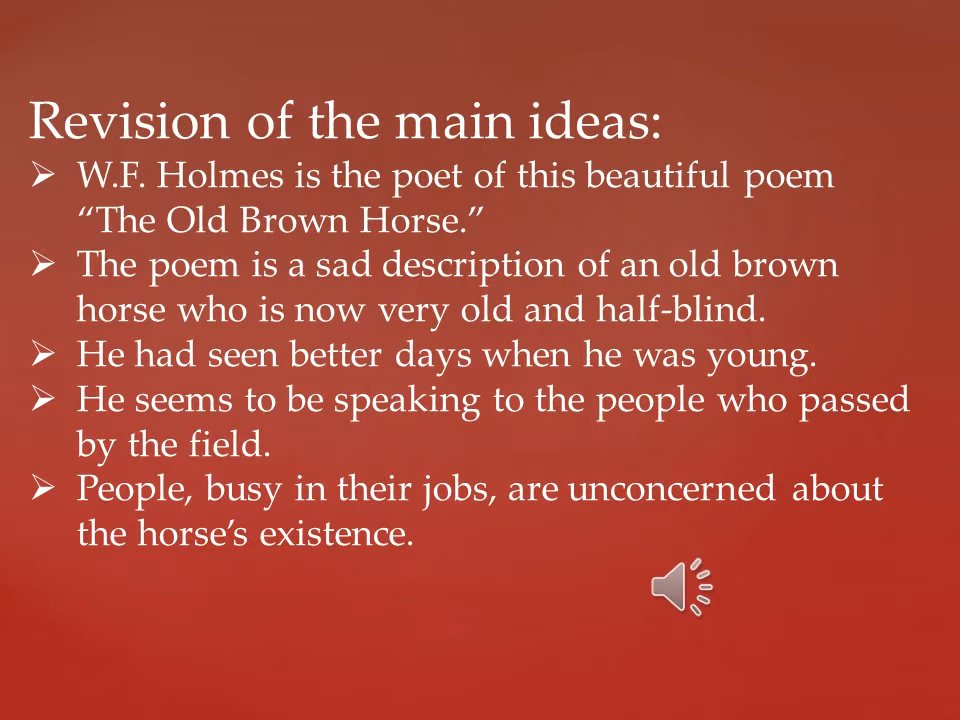 Revision of the main ideas:
➢ W.F. Holmes is the poet of this beautiful poem
“The Old Brown Horse.”
➢ The poem is a sad description of an old brown
horse who is now very old and half-blind.
➢ He had seen better days when he was young.
➢ He seems to be speaking to the people who passed
by the field.
➢ People, busy in their jobs, are unconcerned about
the horse’s existence.